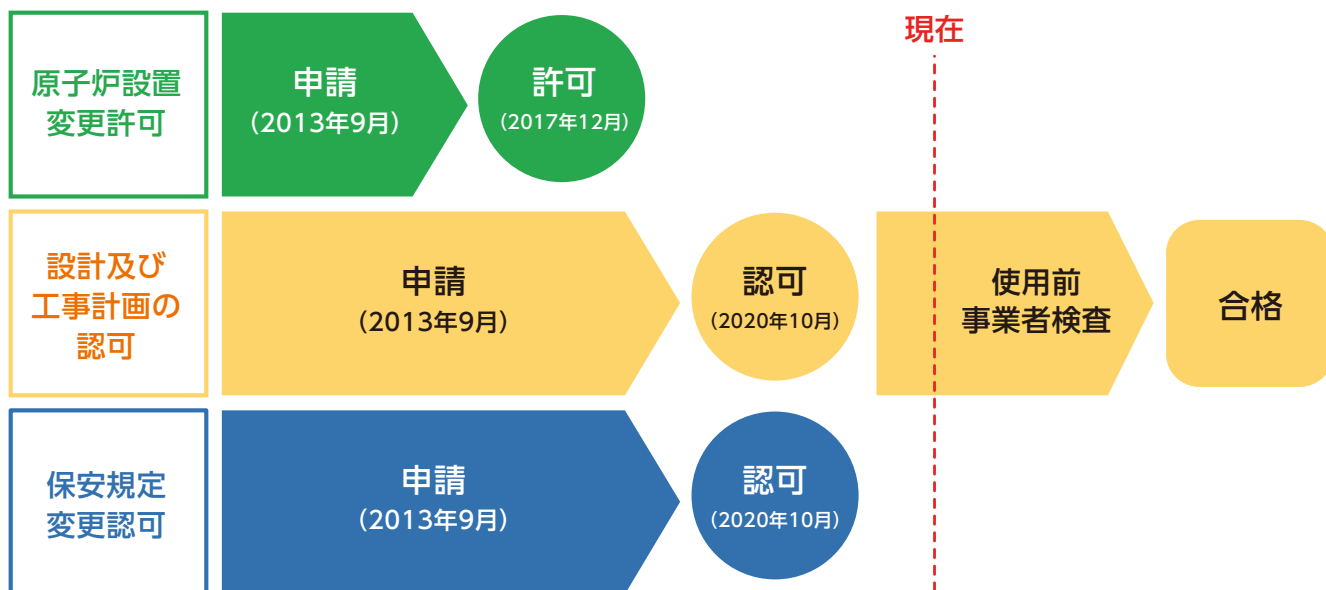 現在
原子炉設置
変更許可
申請
（2013年9月）
許可
（2017年12月）
設計及び
工事計画の
認可
申請
（2013年9月）
認可
（2020年10月）
使用前
事業者検査
合格
保安規定
変更認可
申請
（2013年9月）
認可
（2020年10月）